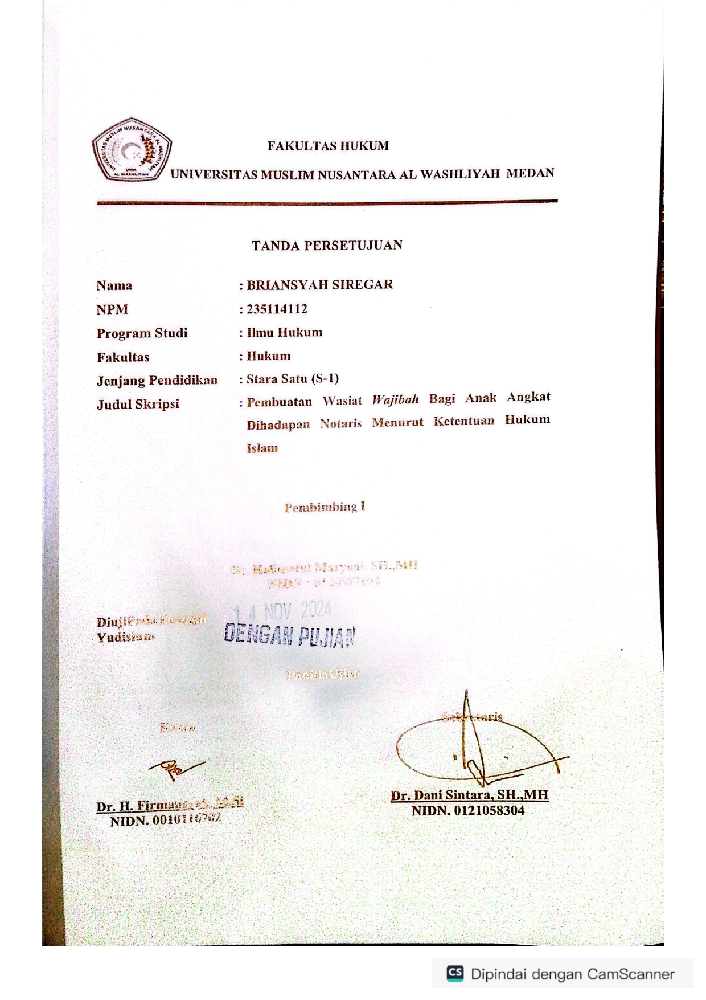 UNIVERSITAS MUSLIM NUSANTARA AL WASHLIYAH
UMN
AL WASHLIYAH
FAKULTAS HUKUM
UNIVERSITAS MUSLIM NUSANTARA AL WASHLIYAH MEDAN
TANDA PERSETUJUAN
Nama : BRIANSYAH SIREGAR
NPM : 235114112
Program Studi : Ilmu Hukum
Fakultas : Hukum
Jenjang Pendidikan : Stara Satu (S-1)
Judul Skripsi : Pembuatan Wasiat Wajibah Bagi Anak Angkat
Dihadapan Notaris Menurut Ketentuan Hukum
Islam
Pembimbing I
Dr. Halimatul Maryani, SH.,MH
NIDN :
DiujiPadaTanggal 14 NOV 2024
Yudisium DENGAN PUJIAN
PanitiaUjian
Ketua
Sekretaris
Dr. H. Firmansyah, M.Si
NIDN.
Dr. Dani Sintara, SH.,MH
NIDN. 0121058304
CS Dipindai dengan CamScanner